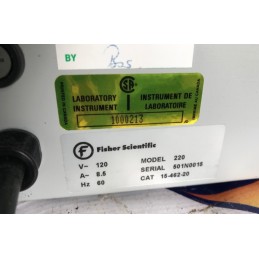 BY
LABORATORY INSTRUMENT DE
INSTRUMENT LABORATOIRE
1000213
Fisher Scientific
V~ 120 MODEL 220
A~ 8.5 SERIAL 501N0015
Hz 60 CAT 15-462-20